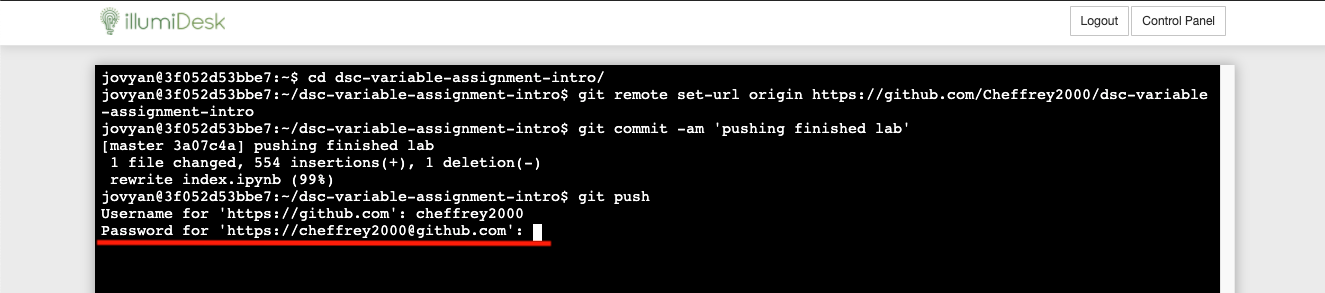 illumiDesk
Logout
Control Panel
jovyan@3f052d53bbe7:~$ cd dsc-variable-assignment-intro/
jovyan@3f052d53bbe7:~/dsc-variable-assignment-intro$ git remote set-url origin https://github.com/Cheffrey2000/dsc-variable
-assignment-intro
jovyan@3f052d53bbe7:~/dsc-variable-assignment-intro$ git commit -am 'pushing finished lab'
[master 3a07c4a] pushing finished lab
 1 file changed, 554 insertions(+), 1 deletion(-)
 rewrite index.ipynb (99%)
jovyan@3f052d53bbe7:~/dsc-variable-assignment-intro$ git push
Username for 'https://github.com': cheffrey2000
Password for 'https://cheffrey2000@github.com':